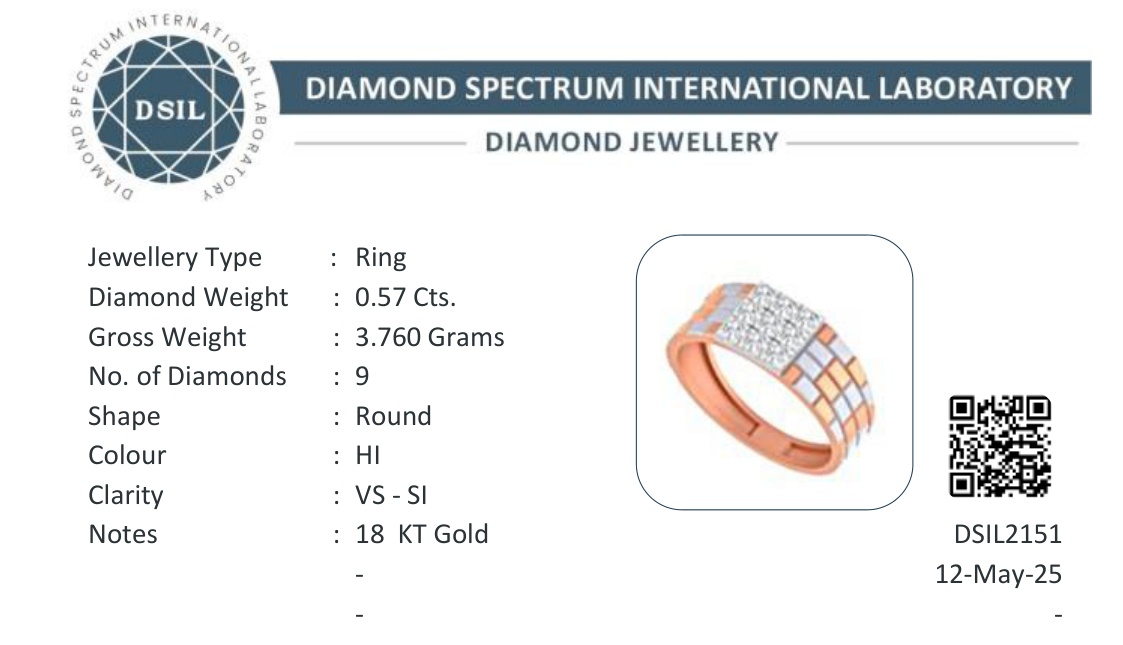 DIAMOND SPECTRUM INTERNATIONAL LABORATORY
DSIL
DIAMOND SPECTRUM INTERNATIONAL LABORATORY
DIAMOND JEWELLERY
Jewellery Type : Ring
Diamond Weight : 0.57 Cts.
Gross Weight : 3.760 Grams
No. of Diamonds : 9
Shape : Round
Colour : HI
Clarity : VS - SI
Notes : 18 KT Gold
-
-
DSIL2151
12-May-25
-